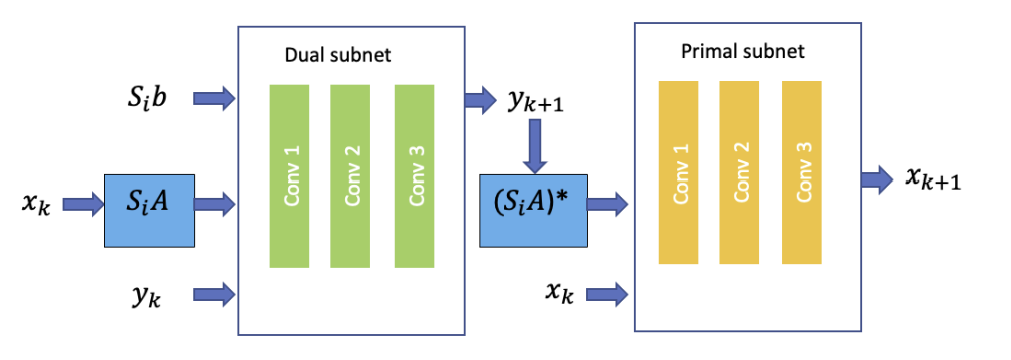 Dual subnet
Primal subnet
S_i b
y_{k+1}
Conv 1
Conv 2
Conv 3
Conv 1
Conv 2
Conv 3
x_k
S_i A
(S_i A)*
x_{k+1}
y_k
x_k